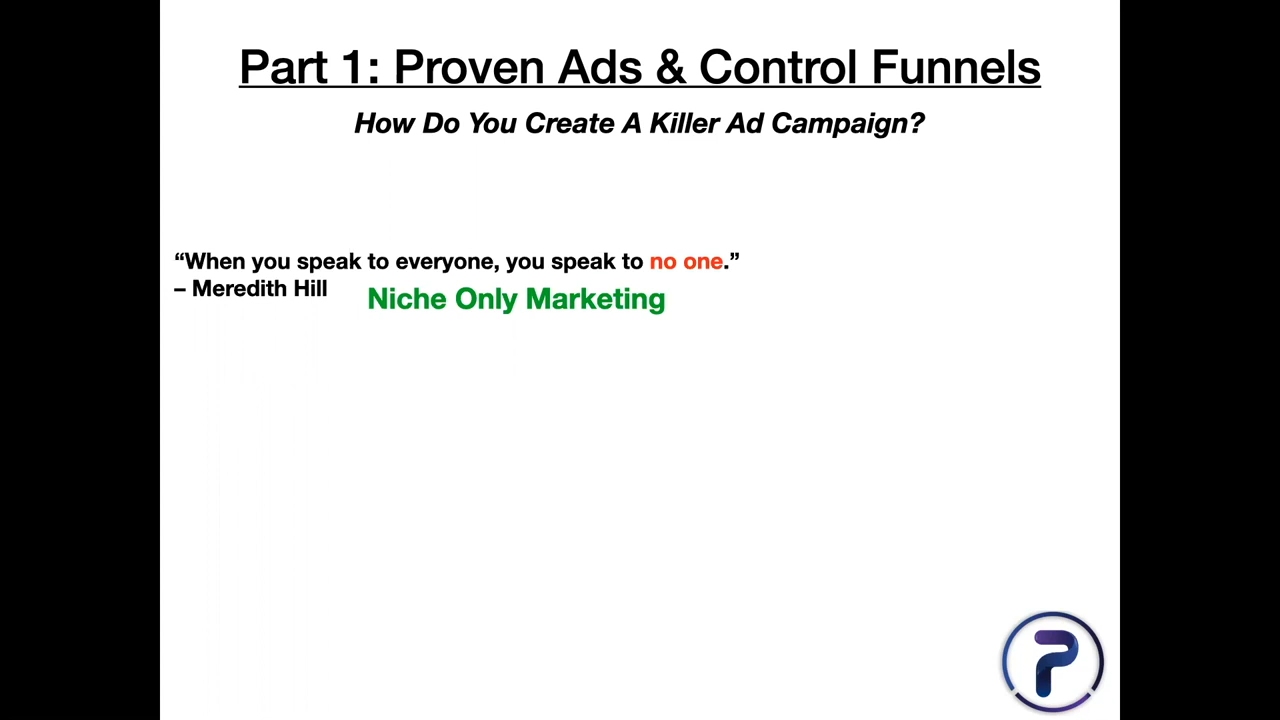 Part 1: Proven Ads & Control Funnels
How Do You Create A Killer Ad Campaign?
“When you speak to everyone, you speak to no one.”
– Meredith Hill
Niche Only Marketing
P